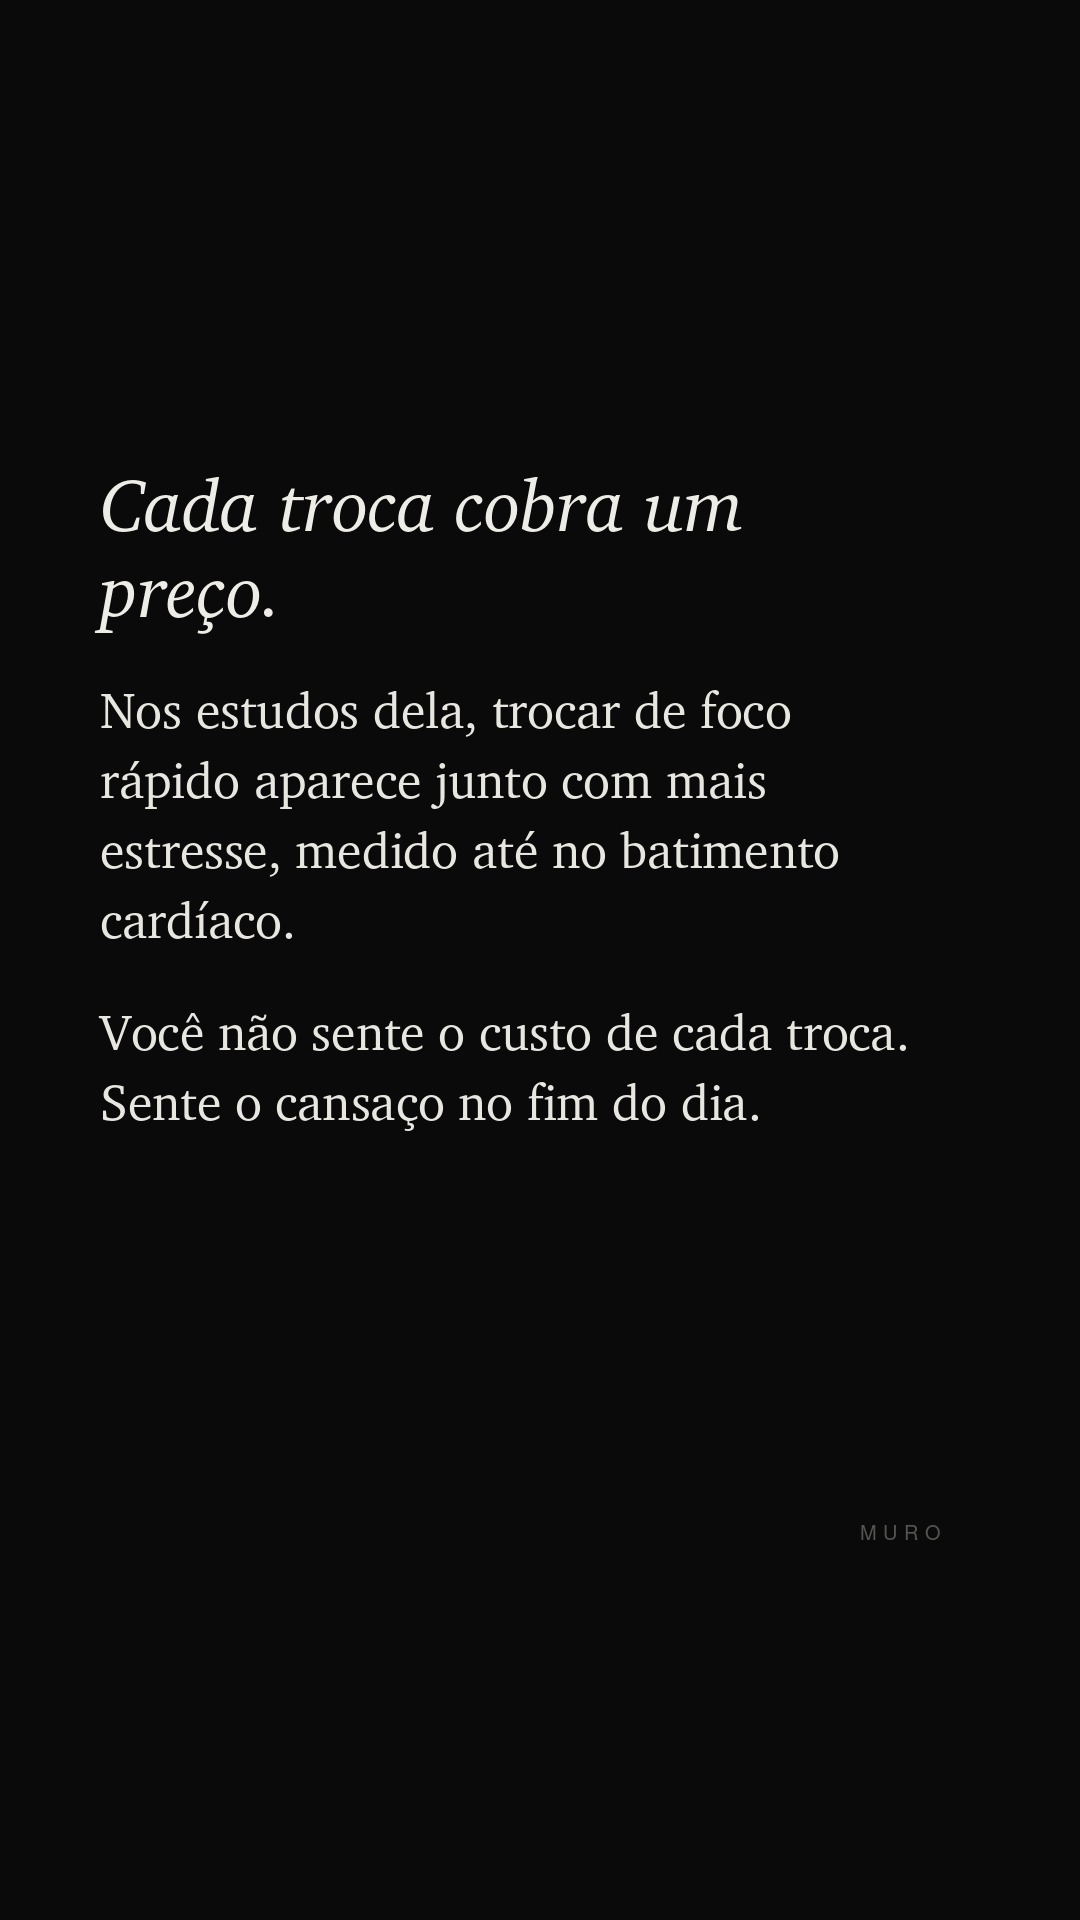 Cada troca cobra um
preço.
Nos estudos dela, trocar de foco
rápido aparece junto com mais
estresse, medido até no batimento
cardíaco.
Você não sente o custo de cada troca.
Sente o cansaço no fim do dia.
MURO